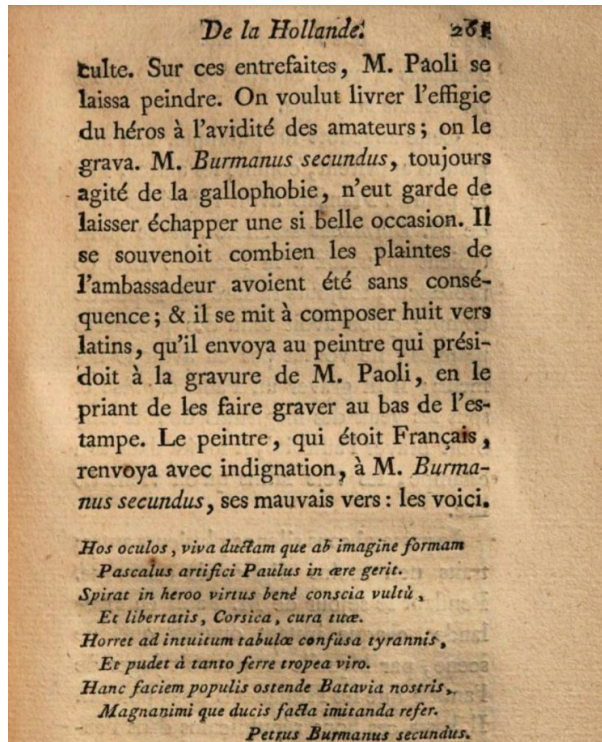 De la Hollande. 261
culte. Sur ces entrefaites, M. Paoli se
laissa peindre. On voulut livrer l'effigie
du héros à l'avidité des amateurs; on le
grava. M. Burmanus secundus, toujours
agité de la gallophobie, n'eut garde de
laisser échapper une si belle occasion. Il
se souvenoit combien les plaintes de
l'ambassadeur avoient été sans consé-
quence; & il se mit à composer huit vers
latins, qu'il envoya au peintre qui prési-
doit à la gravure de M. Paoli, en le
priant de les faire graver au bas de l'es-
tampe. Le peintre, qui étoit Français,
renvoya avec indignation, à M. Burma-
nus secundus, ses mauvais vers: les voici.
Hos oculos, viva ductam que ab imagine formam
Pascalus artifici Paulus in ære gerit.
Spirat in heroo virtus benè conscia vultû,
Et libertatis, Corsica, cura tuæ.
Horret ad intuitum tabulæ confusa tyrannis,
Et pudet à tanto ferre tropea viro.
Hanc faciem populis ostende Batavia nostris,
Magnanimi que ducis facta imitanda refer.
Petrus Burmanus secundus.